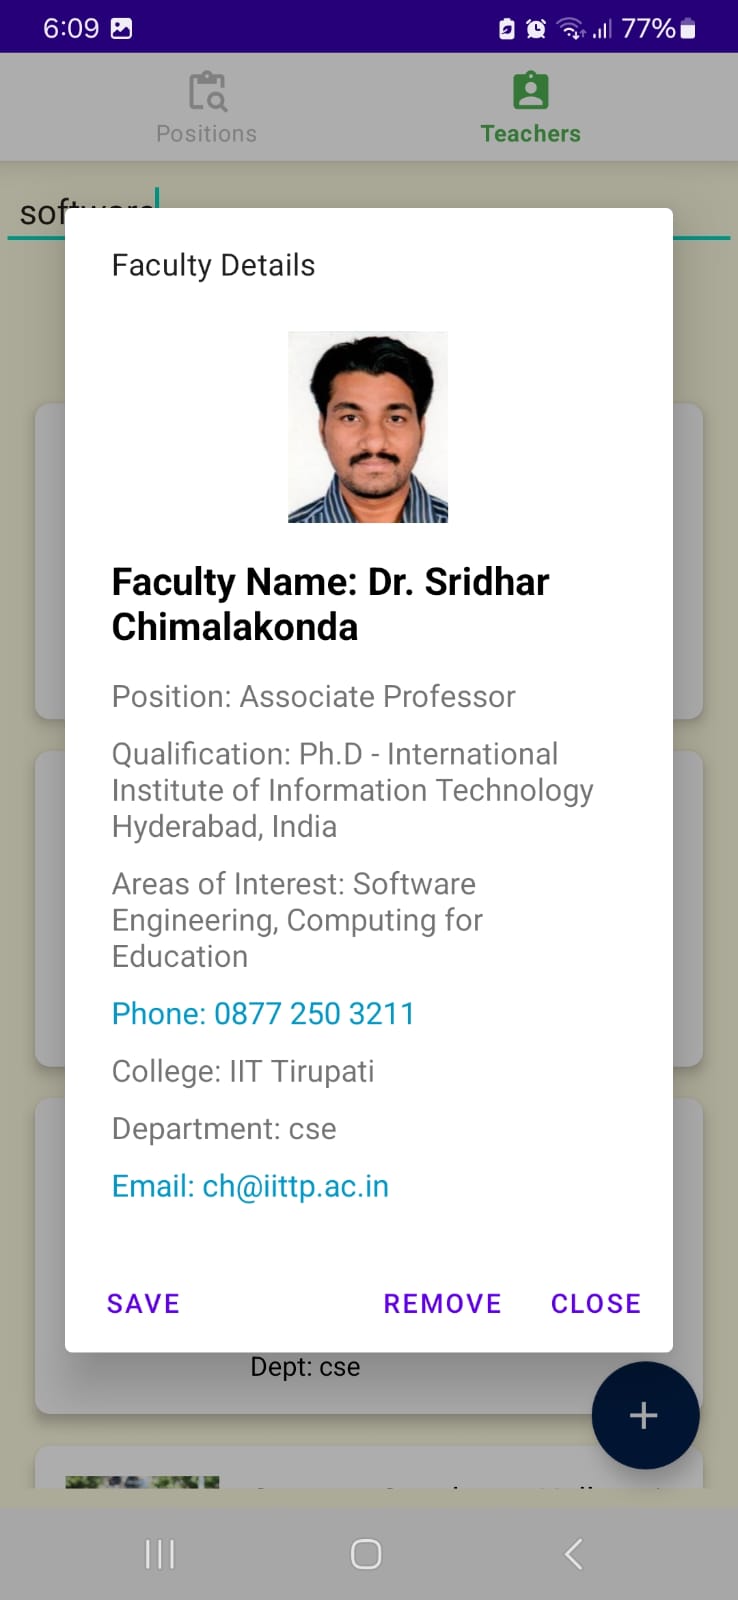 6:09 77%
Positions Teachers
software
Faculty Details
Faculty Name: Dr. Sridhar
Chimalakonda
Position: Associate Professor
Qualification: Ph.D - International
Institute of Information Technology
Hyderabad, India
Areas of Interest: Software
Engineering, Computing for
Education
Phone: 0877 250 3211
College: IIT Tirupati
Department: cse
Email: ch@iittp.ac.in
SAVE REMOVE CLOSE
Dept: cse